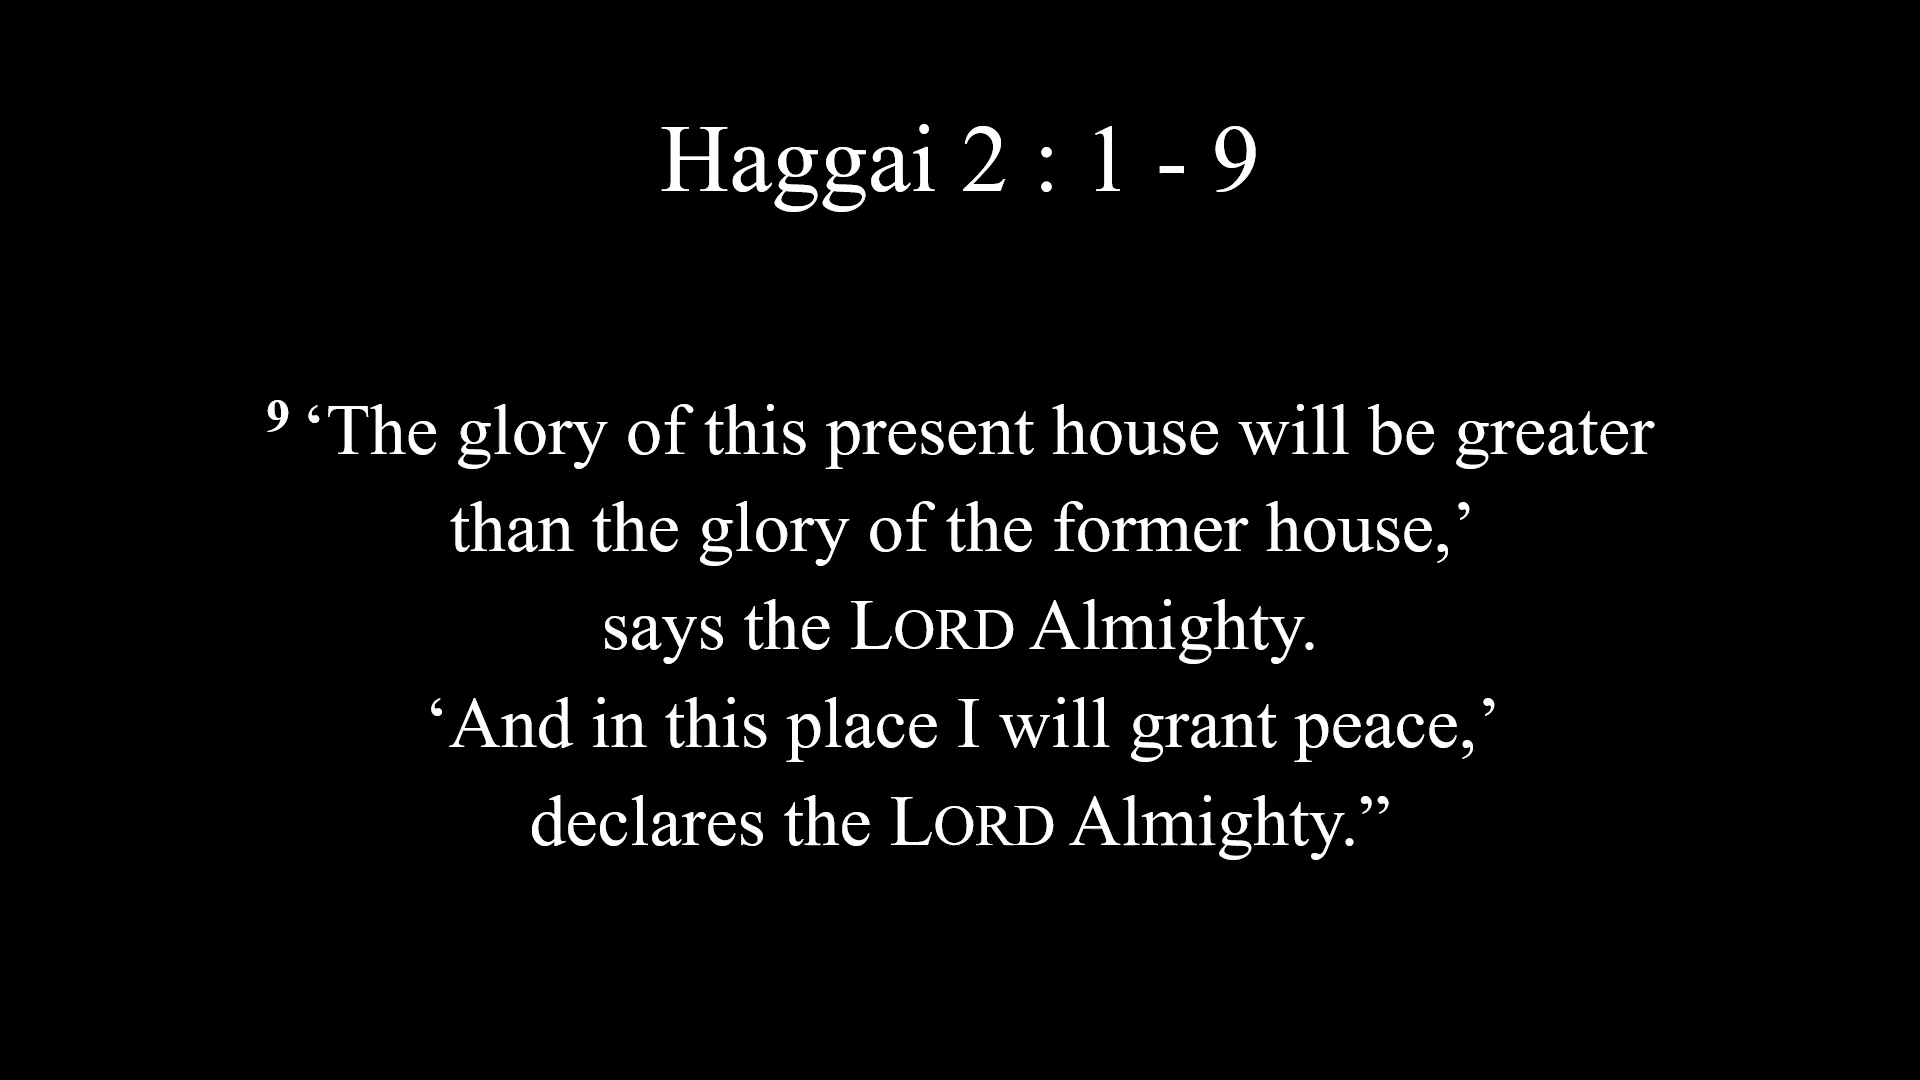 Haggai 2 : 1 - 9
9 ‘The glory of this present house will be greater
than the glory of the former house,’
says the LORD Almighty.
‘And in this place I will grant peace,’
declares the LORD Almighty.”